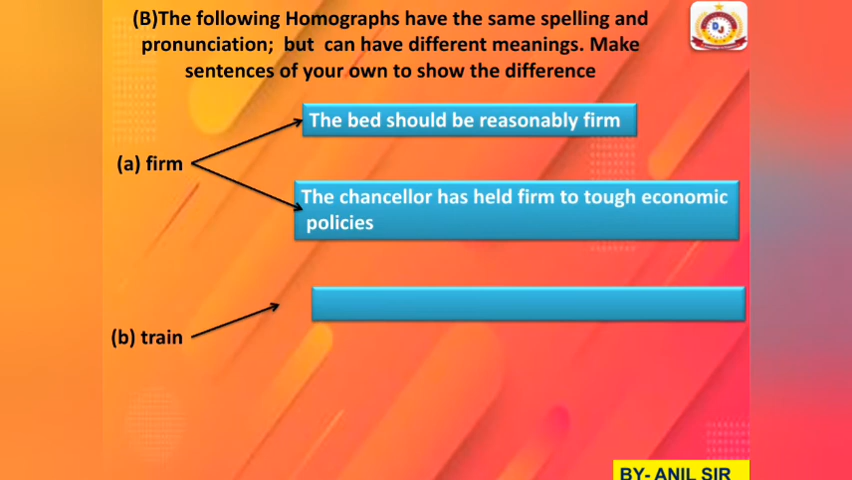 (B)The following Homographs have the same spelling and
pronunciation; but can have different meanings. Make
sentences of your own to show the difference
DJ
The bed should be reasonably firm
(a) firm
The chancellor has held firm to tough economic
policies
(b) train
BY- ANIL SIR